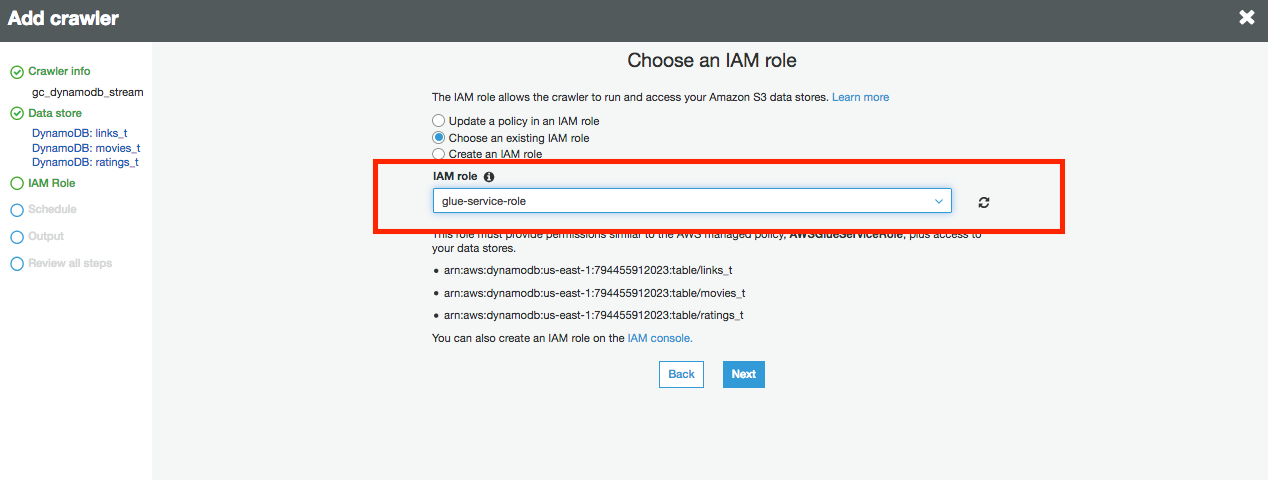 Add crawler
Crawler info
gc_dynamodb_stream
Data store
DynamoDB: links_t
DynamoDB: movies_t
DynamoDB: ratings_t
IAM Role
Schedule
Output
Review all steps
Choose an IAM role
The IAM role allows the crawler to run and access your Amazon S3 data stores. Learn more
Update a policy in an IAM role
Choose an existing IAM role
Create an IAM role
IAM role
glue-service-role
This role must provide permissions similar to the AWS managed policy, AWSGlueServiceRole, plus access to
your data stores.
arn:aws:dynamodb:us-east-1:794455912023:table/links_t
arn:aws:dynamodb:us-east-1:794455912023:table/movies_t
arn:aws:dynamodb:us-east-1:794455912023:table/ratings_t
You can also create an IAM role on the IAM console.
Back
Next